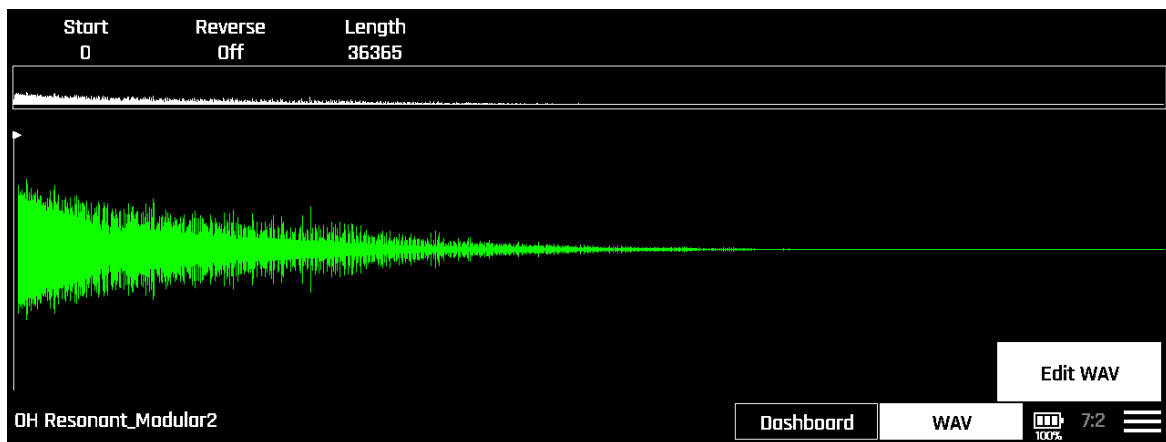 Start Reverse Length
0 Off 36365
Edit WAV
OH Resonant_Modular2 Dashboard WAV 100% 7:2